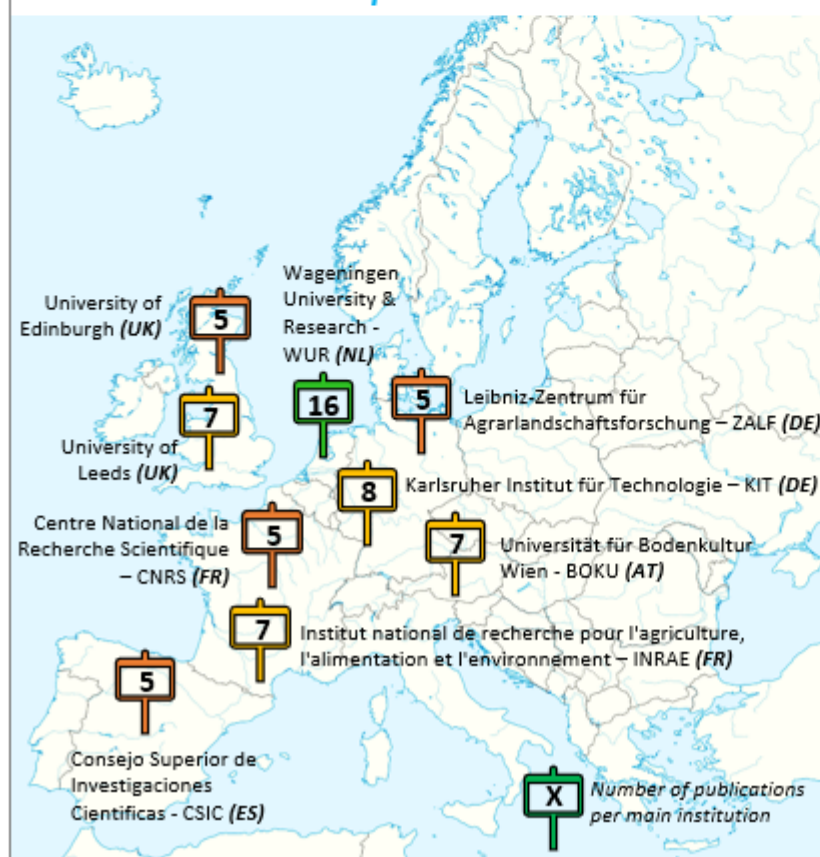 University of
Edinburgh (UK)
5
Wageningen
University &
Research -
WUR (NL)
16
7
University of
Leeds (UK)
5
Leibniz-Zentrum für
Agrarlandschaftsforschung – ZALF (DE)
8
Karlsruher Institut für Technologie – KIT (DE)
Centre National de la
Recherche Scientifique
– CNRS (FR)
5
7
Universität für Bodenkultur
Wien - BOKU (AT)
7
Institut national de recherche pour l'agriculture,
l'alimentation et l'environnement – INRAE (FR)
5
Consejo Superior de
Investigaciones
Cientificas - CSIC (ES)
X
Number of publications
per main institution